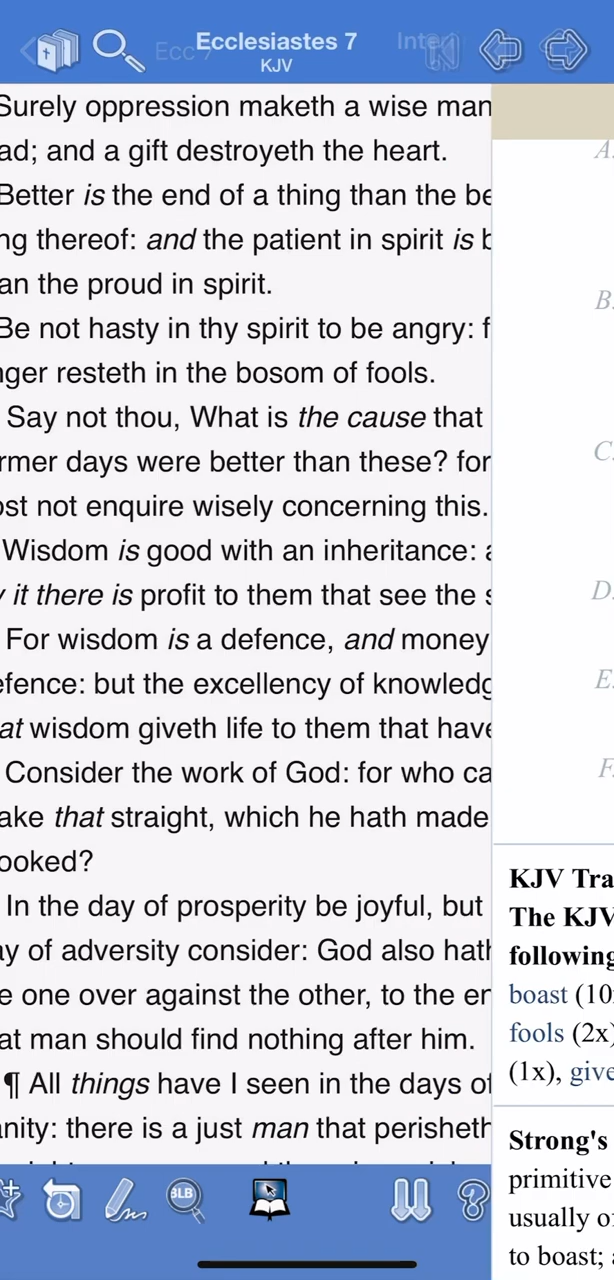 Ecc 7
Ecclesiastes 7
KJV
Inter
Surely oppression maketh a wise man
ad; and a gift destroyeth the heart.
Better is the end of a thing than the be
ng thereof: and the patient in spirit is b
an the proud in spirit.
Be not hasty in thy spirit to be angry: f
nger resteth in the bosom of fools.
Say not thou, What is the cause that
rmer days were better than these? for
ost not enquire wisely concerning this.
Wisdom is good with an inheritance: a
y it there is profit to them that see the s
For wisdom is a defence, and money
efence: but the excellency of knowledg
at wisdom giveth life to them that have
Consider the work of God: for who ca
ake that straight, which he hath made
ooked?
In the day of prosperity be joyful, but
ay of adversity consider: God also hath
e one over against the other, to the en
at man should find nothing after him.
¶ All things have I seen in the days of
anity: there is a just man that perisheth
BLB
A.
B.
C.
D.
E.
F.
KJV Tra
The KJV
following
boast (10
fools (2x)
(1x), give
Strong's
primitive
usually o
to boast; a